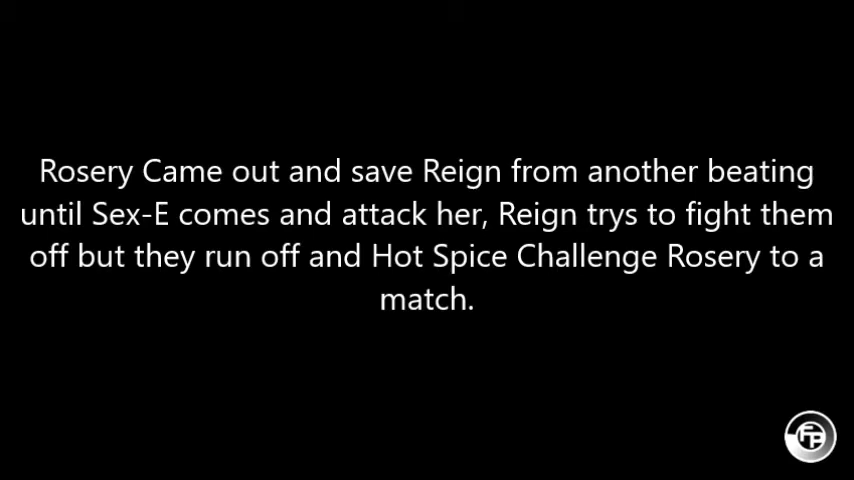 Rosery Came out and save Reign from another beating
until Sex-E comes and attack her, Reign trys to fight them
off but they run off and Hot Spice Challenge Rosery to a
match.
FP